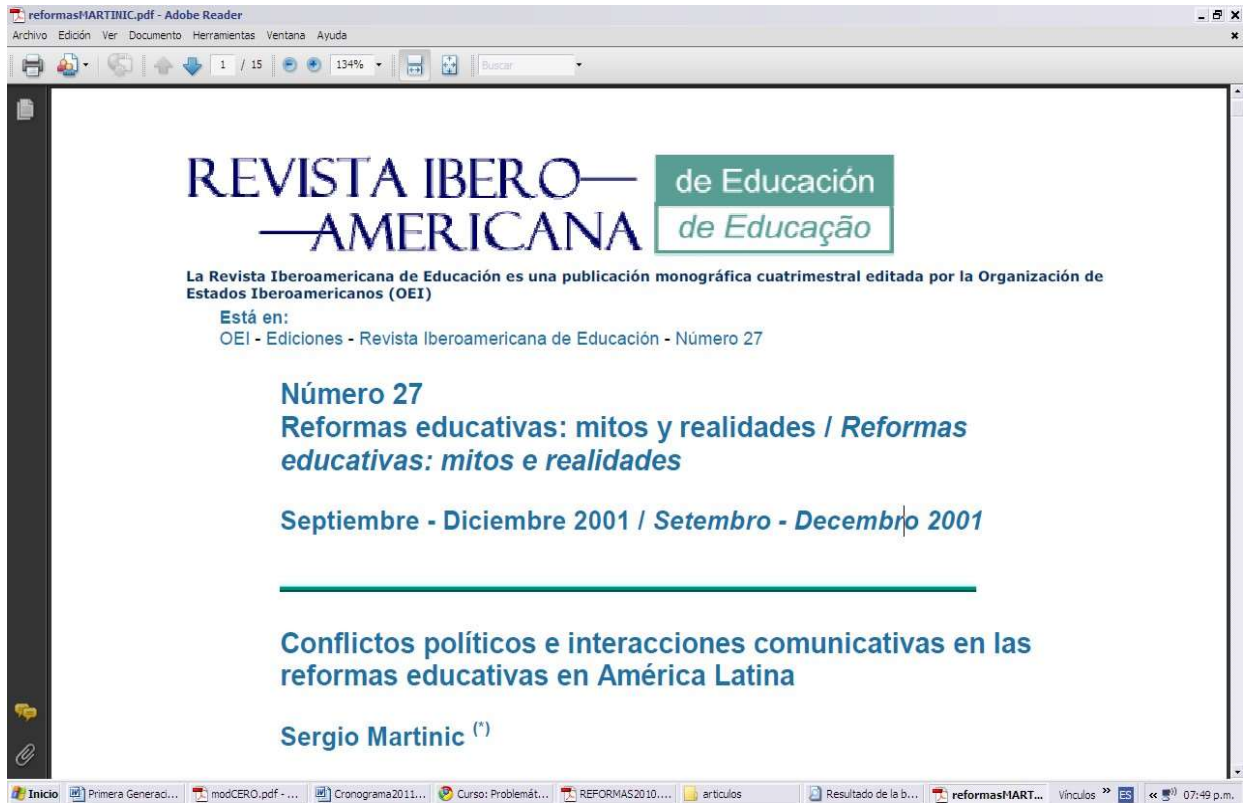 reformasMARTINIC.pdf - Adobe Reader
Archivo Edición Ver Documento Herramientas Ventana Ayuda
1 / 15 134% Buscar
REVISTA IBERO—
—AMERICANA
de Educación
de Educação
La Revista Iberoamericana de Educación es una publicación monográfica cuatrimestral editada por la Organización de
Estados Iberoamericanos (OEI)
Está en:
OEI - Ediciones - Revista Iberoamericana de Educación - Número 27
Número 27
Reformas educativas: mitos y realidades / Reformas
educativas: mitos e realidades
Septiembre - Diciembre 2001 / Setembro - Decembro 2001
Conflictos políticos e interacciones comunicativas en las
reformas educativas en América Latina
Sergio Martinic (*)
Inicio Primera Generaci... modCERO.pdf - ... Cronograma2011... Curso: Problemát... REFORMAS2010.... articulos Resultado de la b... reformasMART... Vínculos » ES « 07:49 p.m.